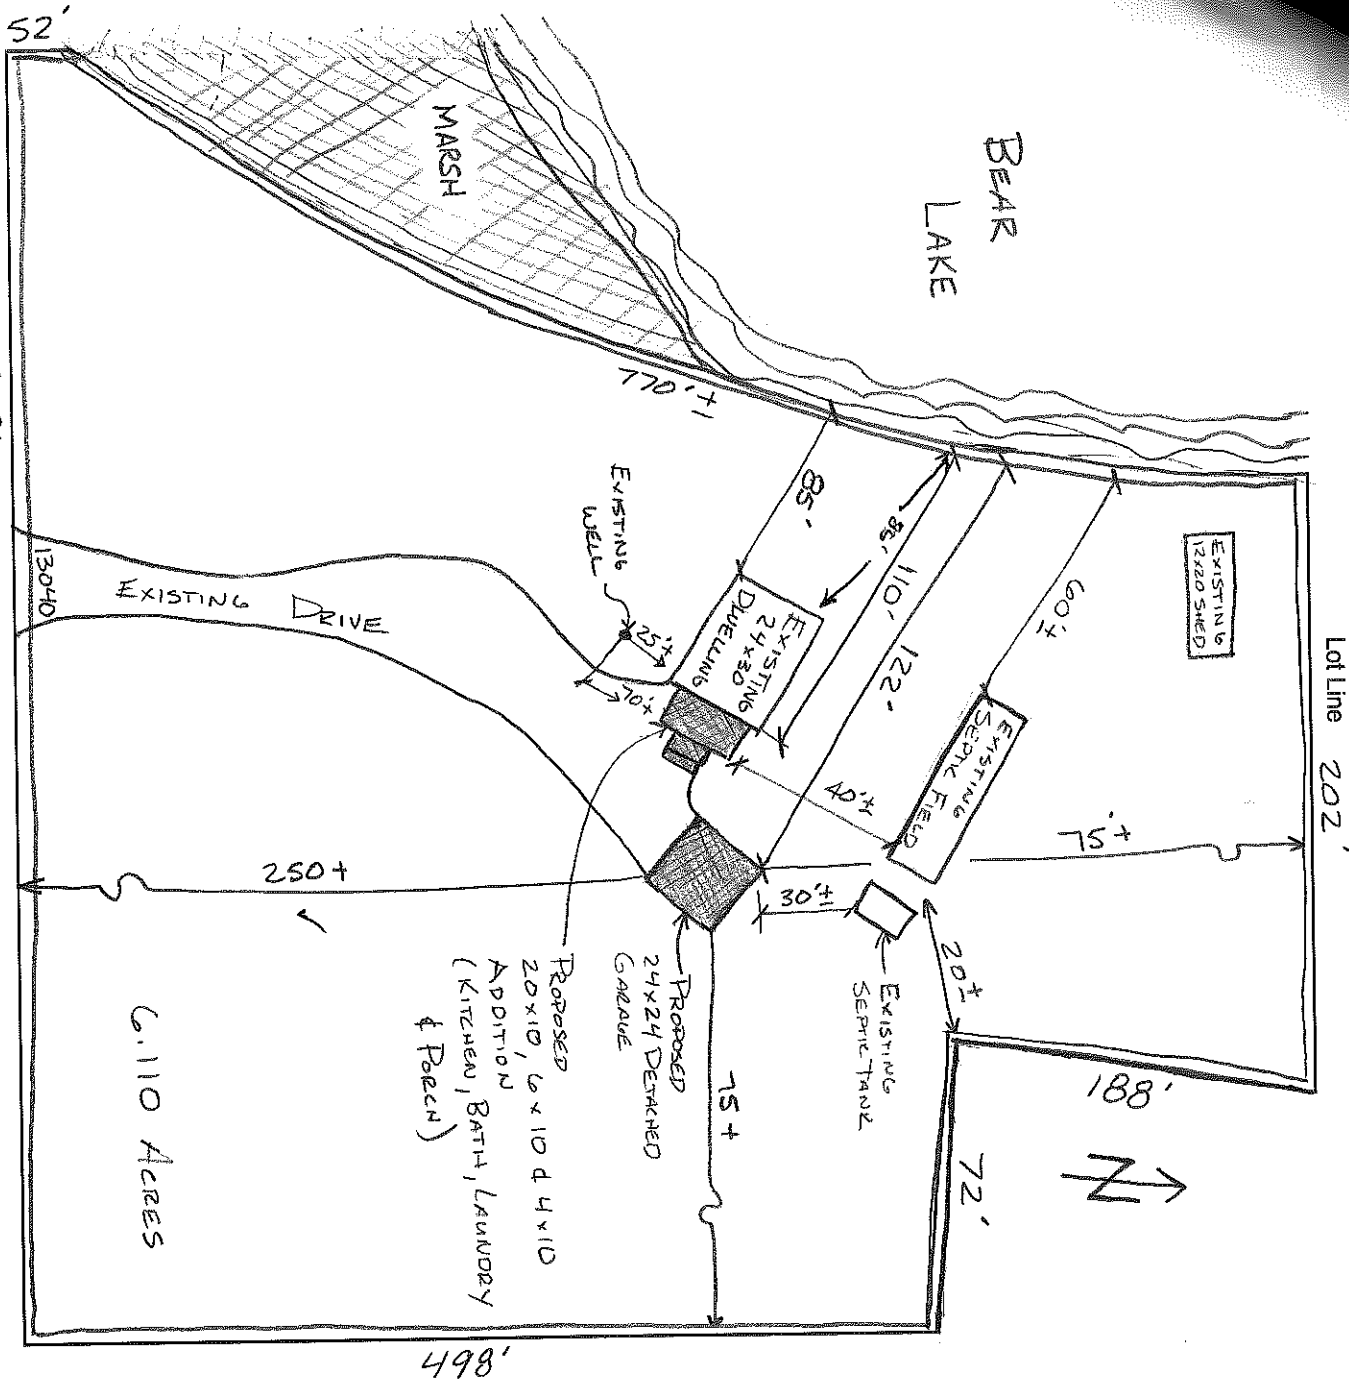 52'
BEAR
LAKE
MARSH
770'±
Lot Line 202'
EXISTING
12x20 SHED
60'±
85'
85'
110'
122'
EXISTING
WELL
25'±
70'±
EXISTING
24x30
DWELLING
EXISTING
SEPTIC FIELD
40'±
75'+
30'±
20'±
EXISTING
SEPTIC TANK
13040
EXISTING DRIVE
250+
75+
PROPOSED
24x24 DETACHED
GARAGE
PROPOSED
20x10, 6x10 & 4x10
ADDITION
(KITCHEN, BATH, LAUNDRY
& PORCH)
6.110 ACRES
188'
72'
N
498'